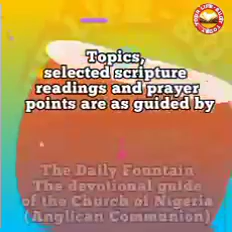 Topics,
selected scripture
readings and prayer
points are as guided by
The Daily Fountain
The devotional guide
of the Church of Nigeria
(Anglican Communion)